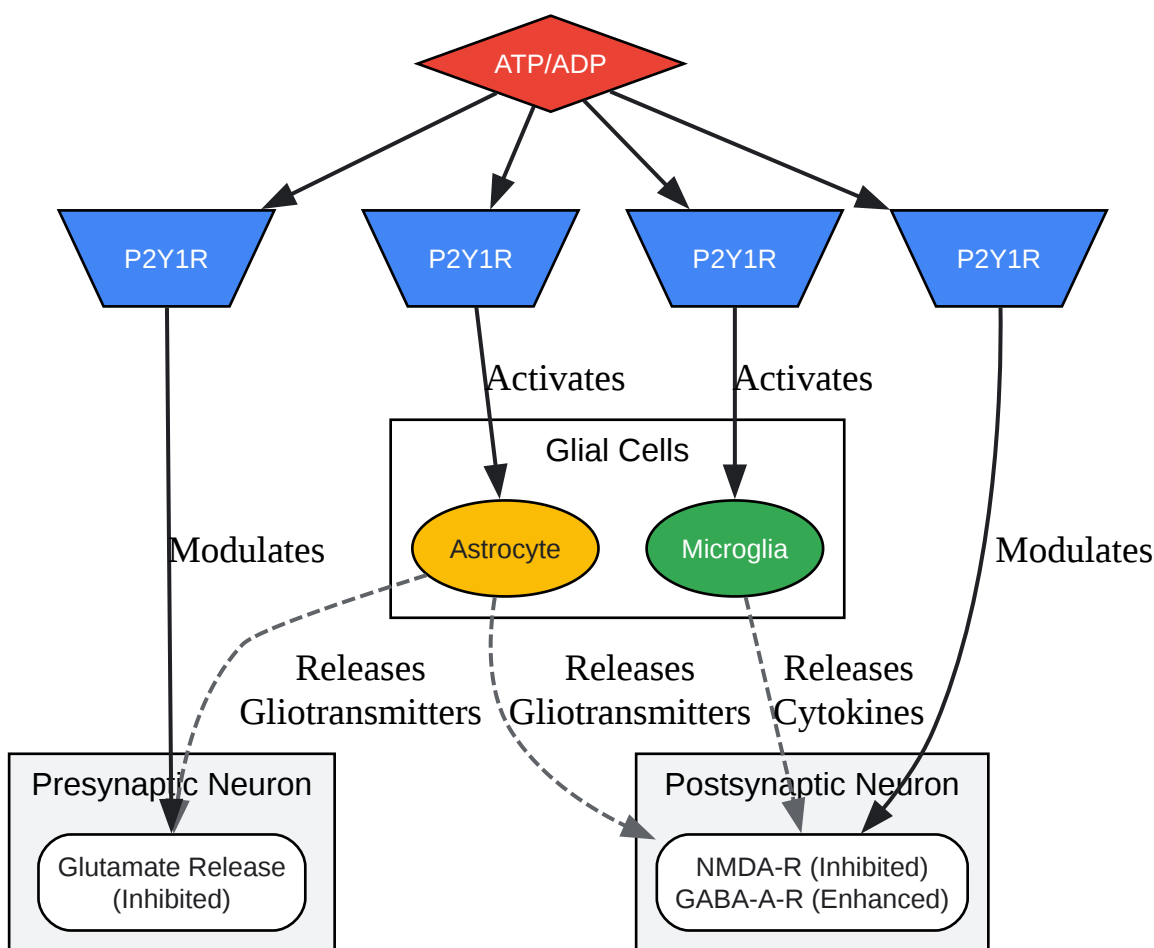 ATP/ADP
P2Y1R
P2Y1R
P2Y1R
P2Y1R
Activates
Activates
Glial Cells
Astrocyte
Microglia
Modulates
Modulates
Releases
Gliotransmitters
Releases
Gliotransmitters
Releases
Cytokines
Presynaptic Neuron
Glutamate Release
(Inhibited)
Postsynaptic Neuron
NMDA-R (Inhibited)
GABA-A-R (Enhanced)